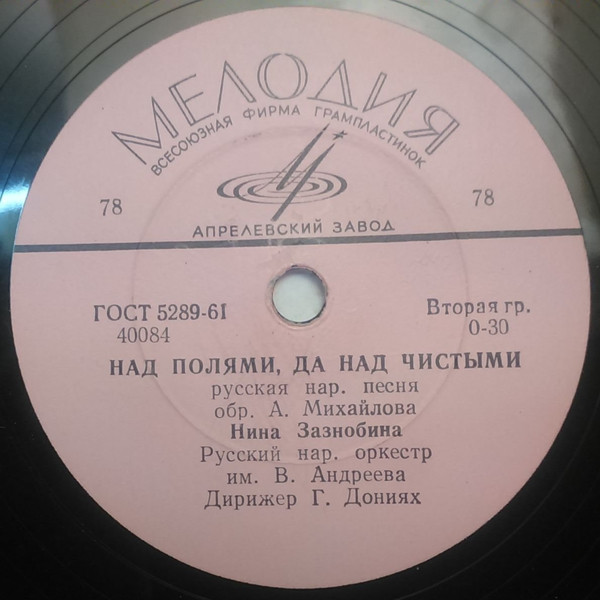 МЕЛОДИЯ
ВСЕСОЮЗНАЯ ФИРМА ГРАМПЛАСТИНОК
78
78
АПРЕЛЕВСКИЙ ЗАВОД
ГОСТ 5289-61
Вторая гр.
40084
0-30
НАД ПОЛЯМИ, ДА НАД ЧИСТЫМИ
русская нар. песня
обр. А. Михайлова
Нина Зазнобина
Русский нар. оркестр
им. В. Андреева
Дирижер Г. Дониях